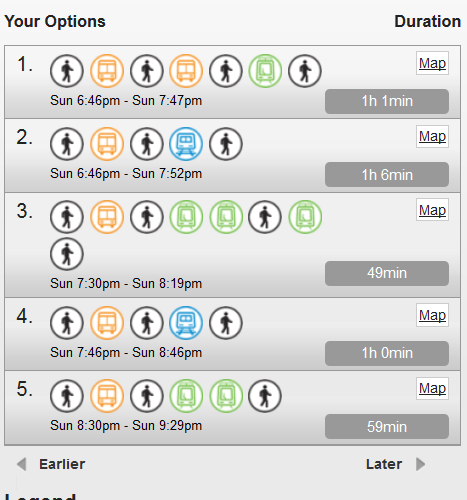 Your Options Duration
1. Map
Sun 6:46pm - Sun 7:47pm 1h 1min
2. Map
Sun 6:46pm - Sun 7:52pm 1h 6min
3. Map
Sun 7:30pm - Sun 8:19pm 49min
4. Map
Sun 7:46pm - Sun 8:46pm 1h 0min
5. Map
Sun 8:30pm - Sun 9:29pm 59min
Earlier Later
Legend